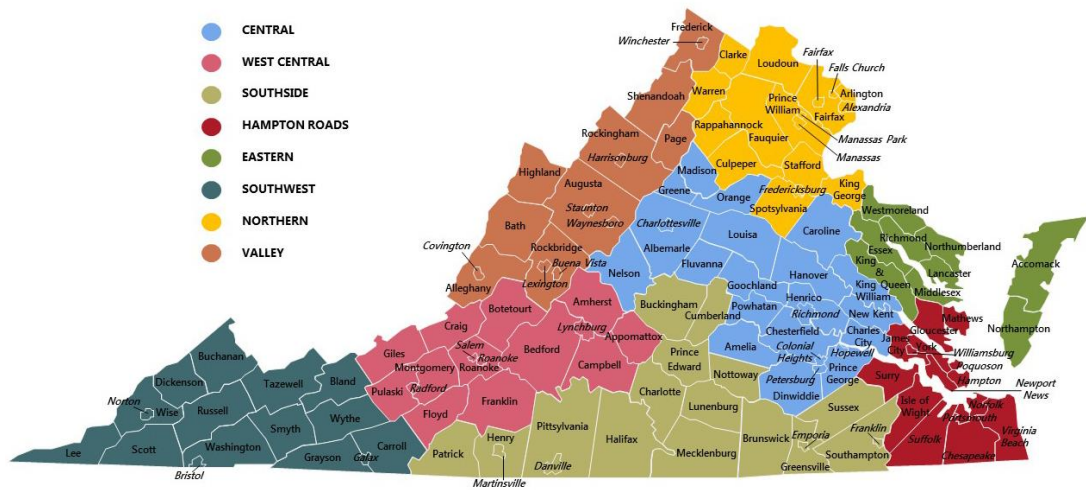 CENTRAL
WEST CENTRAL
SOUTHSIDE
HAMPTON ROADS
EASTERN
SOUTHWEST
NORTHERN
VALLEY
Frederick
Winchester
Clarke
Loudoun
Fairfax
Falls Church
Arlington
Alexandria
Fairfax
Prince
William
Manassas Park
Manassas
Warren
Shenandoah
Rappahannock
Fauquier
Page
Rockingham
Harrisonburg
Culpeper
Stafford
Madison
Highland
Augusta
Greene
Orange
Fredericksburg
Spotsylvania
King
George
Westmoreland
Staunton
Waynesboro
Charlottesville
Bath
Louisa
Caroline
Richmond
Northumberland
Essex
King
&
Queen
Lancaster
Accomack
Covington
Rockbridge
Buena Vista
Lexington
Albemarle
Fluvanna
Nelson
Hanover
King
William
Middlesex
Alleghany
Goochland
Buckingham
Cumberland
Powhatan
Henrico
Richmond
New Kent
Mathews
Gloucester
Northampton
Botetourt
Amherst
Lynchburg
Appomattox
Craig
Salem
Roanoke
Roanoke
Bedford
Chesterfield
Colonial
Heights
Charles
City
James
City
York
Williamsburg
Poquoson
Hampton
Newport
News
Amelia
Hopewell
Prince
George
Giles
Montgomery
Radford
Pulaski
Campbell
Prince
Edward
Nottoway
Petersburg
Dinwiddie
Surry
Buchanan
Dickenson
Tazewell
Bland
Floyd
Franklin
Charlotte
Lunenburg
Sussex
Isle of
Wight
Norfolk
Portsmouth
Virginia
Beach
Norton
Wise
Russell
Wythe
Smyth
Pittsylvania
Halifax
Mecklenburg
Brunswick
Emporia
Franklin
Suffolk
Chesapeake
Lee
Scott
Washington
Grayson
Galax
Carroll
Patrick
Henry
Danville
Greensville
Southampton
Bristol
Martinsville